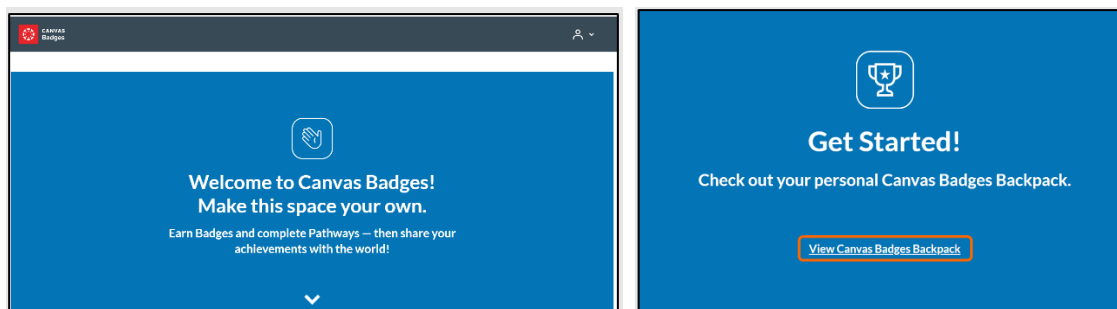 CANVAS
Badges
Welcome to Canvas Badges!
Make this space your own.
Earn Badges and complete Pathways — then share your
achievements with the world!
Get Started!
Check out your personal Canvas Badges Backpack.
View Canvas Badges Backpack